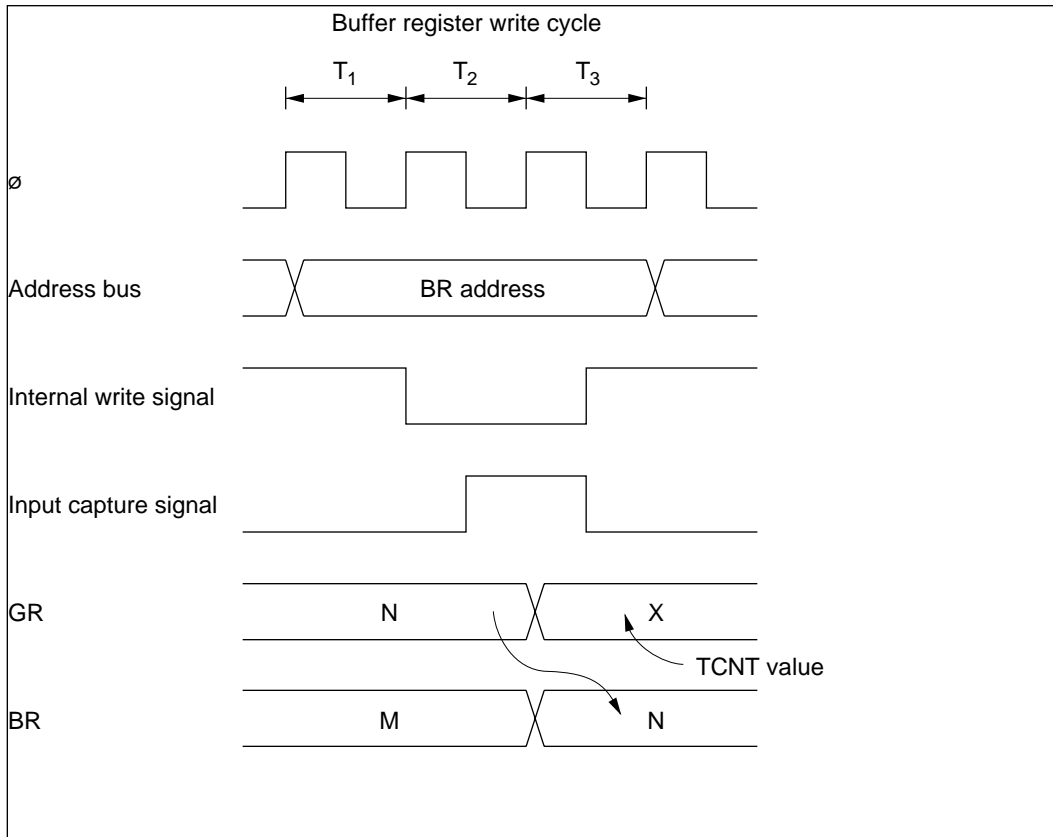 Buffer register write cycle
T1 T2 T3
ø
Address bus
BR address
Internal write signal
Input capture signal
GR
N
X
TCNT value
BR
M
N